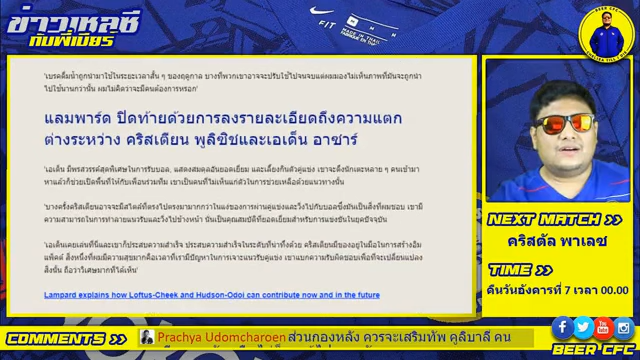 ข่าวเชลซี
กับพี่เบียร์
FIT
M
MADE IN THAILAND
BEER CFC
'เบรคดื่มน้ำถูกนำมาใช้ในระยะเวลาสั้น ๆ ของฤดูกาล บางทีพวกเขาอาจจะปรับใช้ไปจนจบแต่ผมมองไม่เห็นภาพที่มันจะถูกนำ
ไปใช้นานกว่านั้น ผมไม่คิดว่าจะมีคนต้องการหรอก'
แลมพาร์ด ปิดท้ายด้วยการลงรายละเอียดถึงความแตก
ต่างระหว่าง คริสเตียน พูลิซิชและเอเด็น อาซาร์
'เอเด็น มีพรสวรรค์สุดพิเศษในการรับบอล, แสดงสมดุลอันยอดเยี่ยม และเลี้ยงกินตัวคู่แข่ง เขาจะดึงนักเตะหลาย ๆ คนเข้ามา
หาแล้วก็ช่วยเปิดพื้นที่ให้กับเพื่อนร่วมทีม เขาเป็นคนที่ไม่เห็นแก่ตัวในการช่วยเหลือด้วยแนวทางนั้น
'บางครั้งคริสเตียนอาจจะมีสไตล์ที่ตรงไปตรงมามากกว่าในแง่ของการผ่านคู่แข่งและวิ่งไปกับบอลซึ่งมันเป็นสิ่งที่ผมชอบ เขามี
ความสามารถในการทำลายแนวรับและวิ่งไปข้างหน้า นั่นเป็นคุณสมบัติที่ยอดเยี่ยมสำหรับการแข่งขันในยุคปัจจุบัน
'เอเด็นเคยเล่นที่นี่และเขาก็ประสบความสำเร็จ ประสบความสำเร็จในระดับที่น่าทึ่งด้วย คริสเตียนมีของอยู่ในมือในการสร้างอิม
แพ็คต์ สิ่งหนึ่งที่ผมมีความสุขมากคือเวลาที่เรามีปัญหาในการเจาะแนวรับคู่แข่ง เขาแบกความรับผิดชอบเพื่อที่จะเปลี่ยนแปลง
สิ่งนั้น ถือว่าวิเศษมากที่ได้เห็น'
Lampard explains how Loftus-Cheek and Hudson-Odoi can contribute now and in the future
NEXT MATCH >>
คริสตัล พาเลซ
TIME >>
คืนวันอังคารที่ 7 เวลา 00.00
COMMENTS >>
Prachya Udomcharoen ส่วนกองหลัง ควรจะเสริมทัพ คูลิบาลี คน
BEER CFC